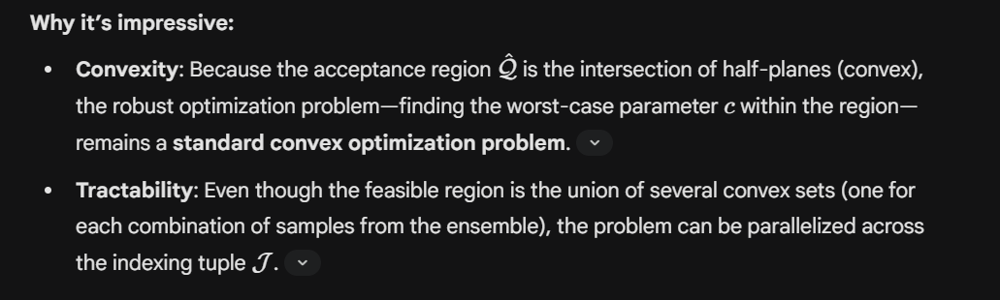 Why it's impressive:
• Convexity: Because the acceptance region 𝒬̂ is the intersection of half-planes (convex),
the robust optimization problem—finding the worst-case parameter c within the region—
remains a standard convex optimization problem.
• Tractability: Even though the feasible region is the union of several convex sets (one for
each combination of samples from the ensemble), the problem can be parallelized across
the indexing tuple 𝒥.